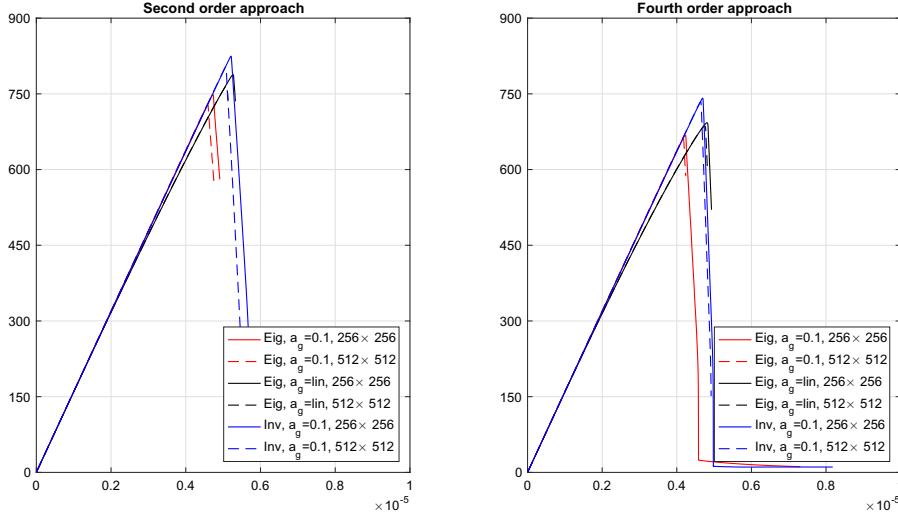 Second order approach
900
750
600
450
300
150
0
0
0.2
0.4
0.6
0.8
1
×10⁻⁵
Eig, a_g=0.1, 256× 256
Eig, a_g=0.1, 512× 512
Eig, a_g=lin, 256× 256
Eig, a_g=lin, 512× 512
Inv, a_g=0.1, 256× 256
Inv, a_g=0.1, 512× 512
Fourth order approach
900
750
600
450
300
150
0
0
0.2
0.4
0.6
0.8
×10⁻⁵
Eig, a_g=0.1, 256× 256
Eig, a_g=0.1, 512× 512
Eig, a_g=lin, 256× 256
Eig, a_g=lin, 512× 512
Inv, a_g=0.1, 256× 256
Inv, a_g=0.1, 512× 512